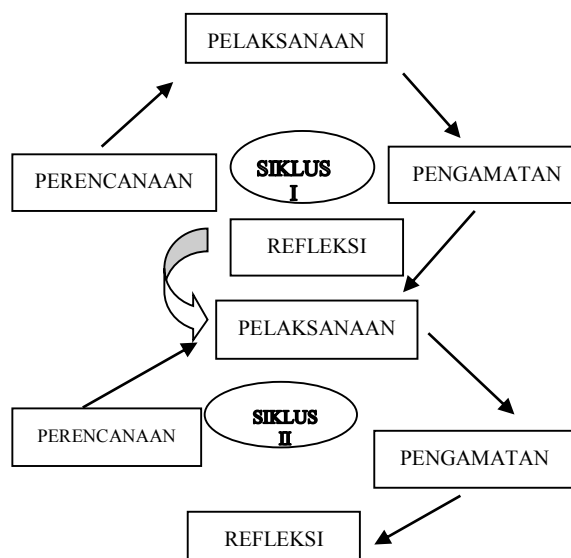 PELAKSANAAN
PERENCANAAN
SIKLUS
I
PENGAMATAN
REFLEKSI
PELAKSANAAN
PERENCANAAN
SIKLUS
II
PENGAMATAN
REFLEKSI